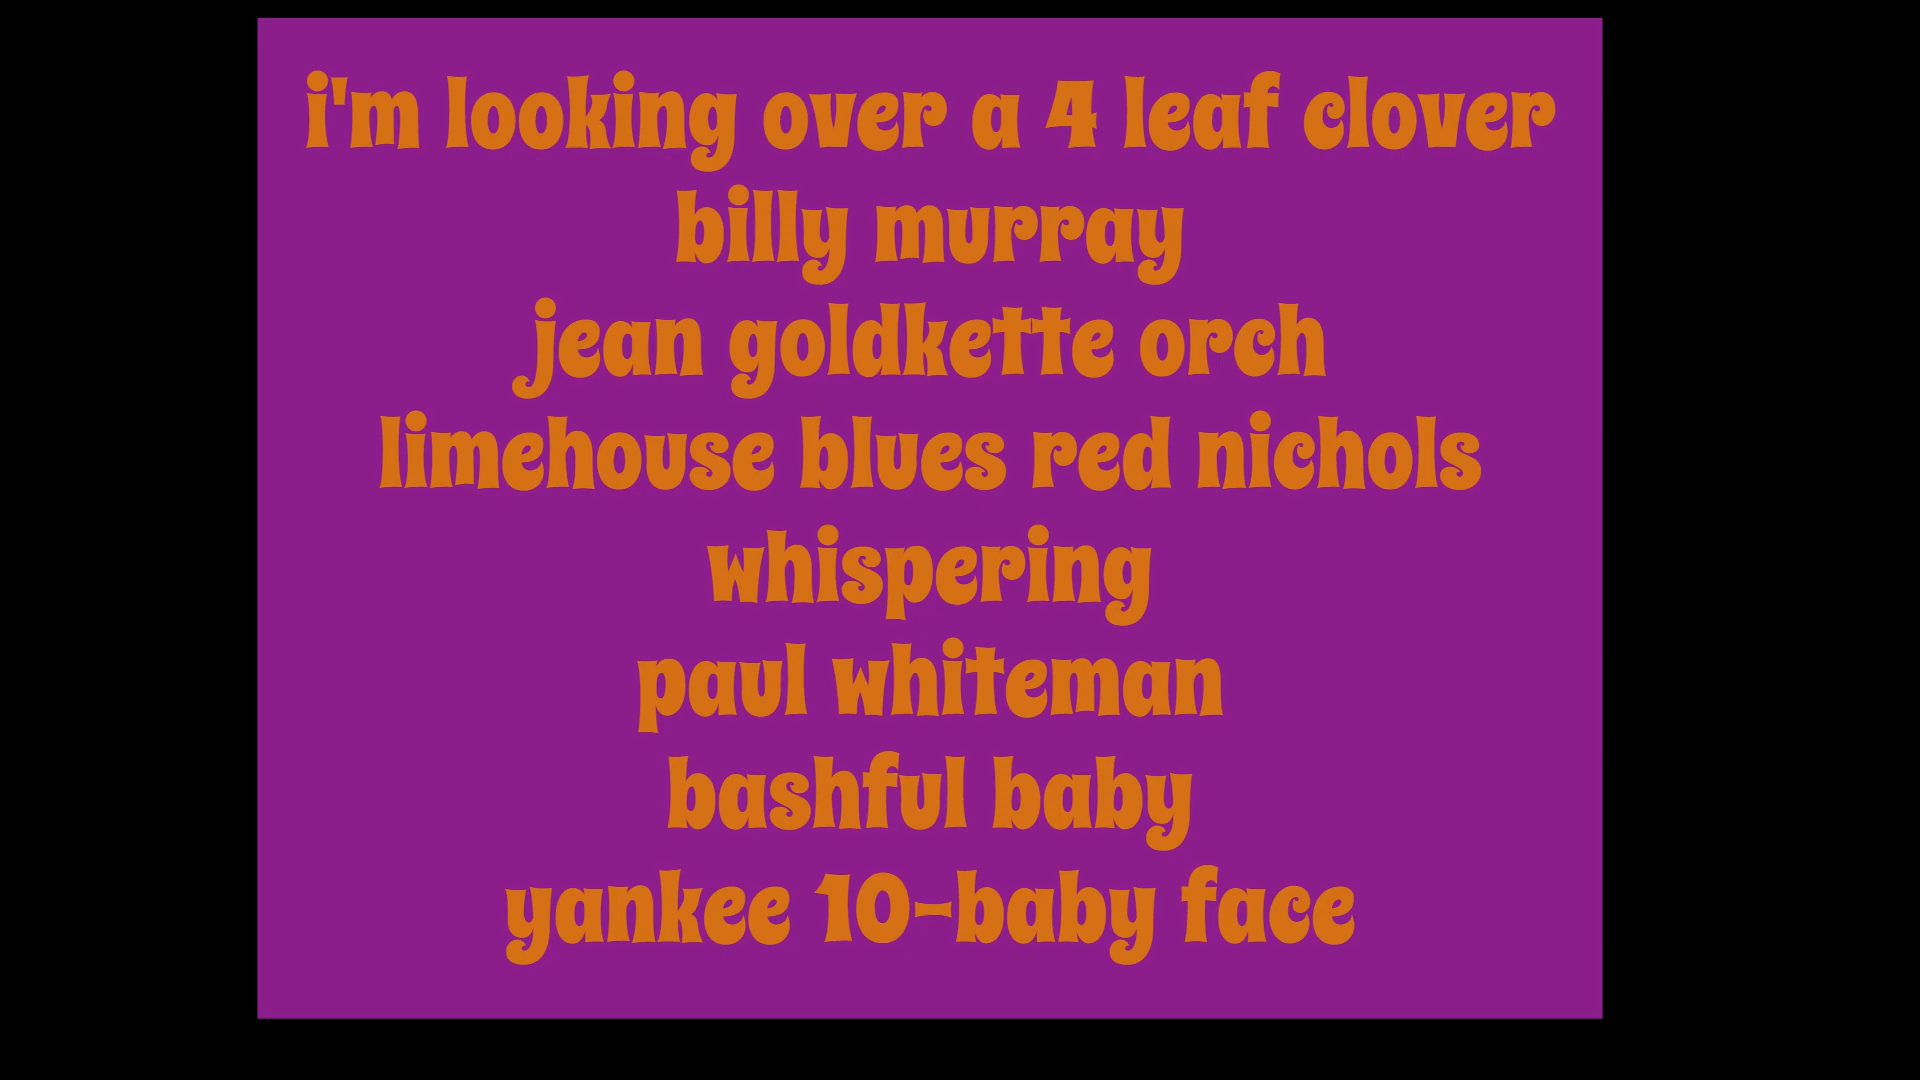 i'm looking over a 4 leaf clover
billy murray
jean goldkette orch
limehouse blues red nichols
whispering
paul whiteman
bashful baby
yankee 10-baby face